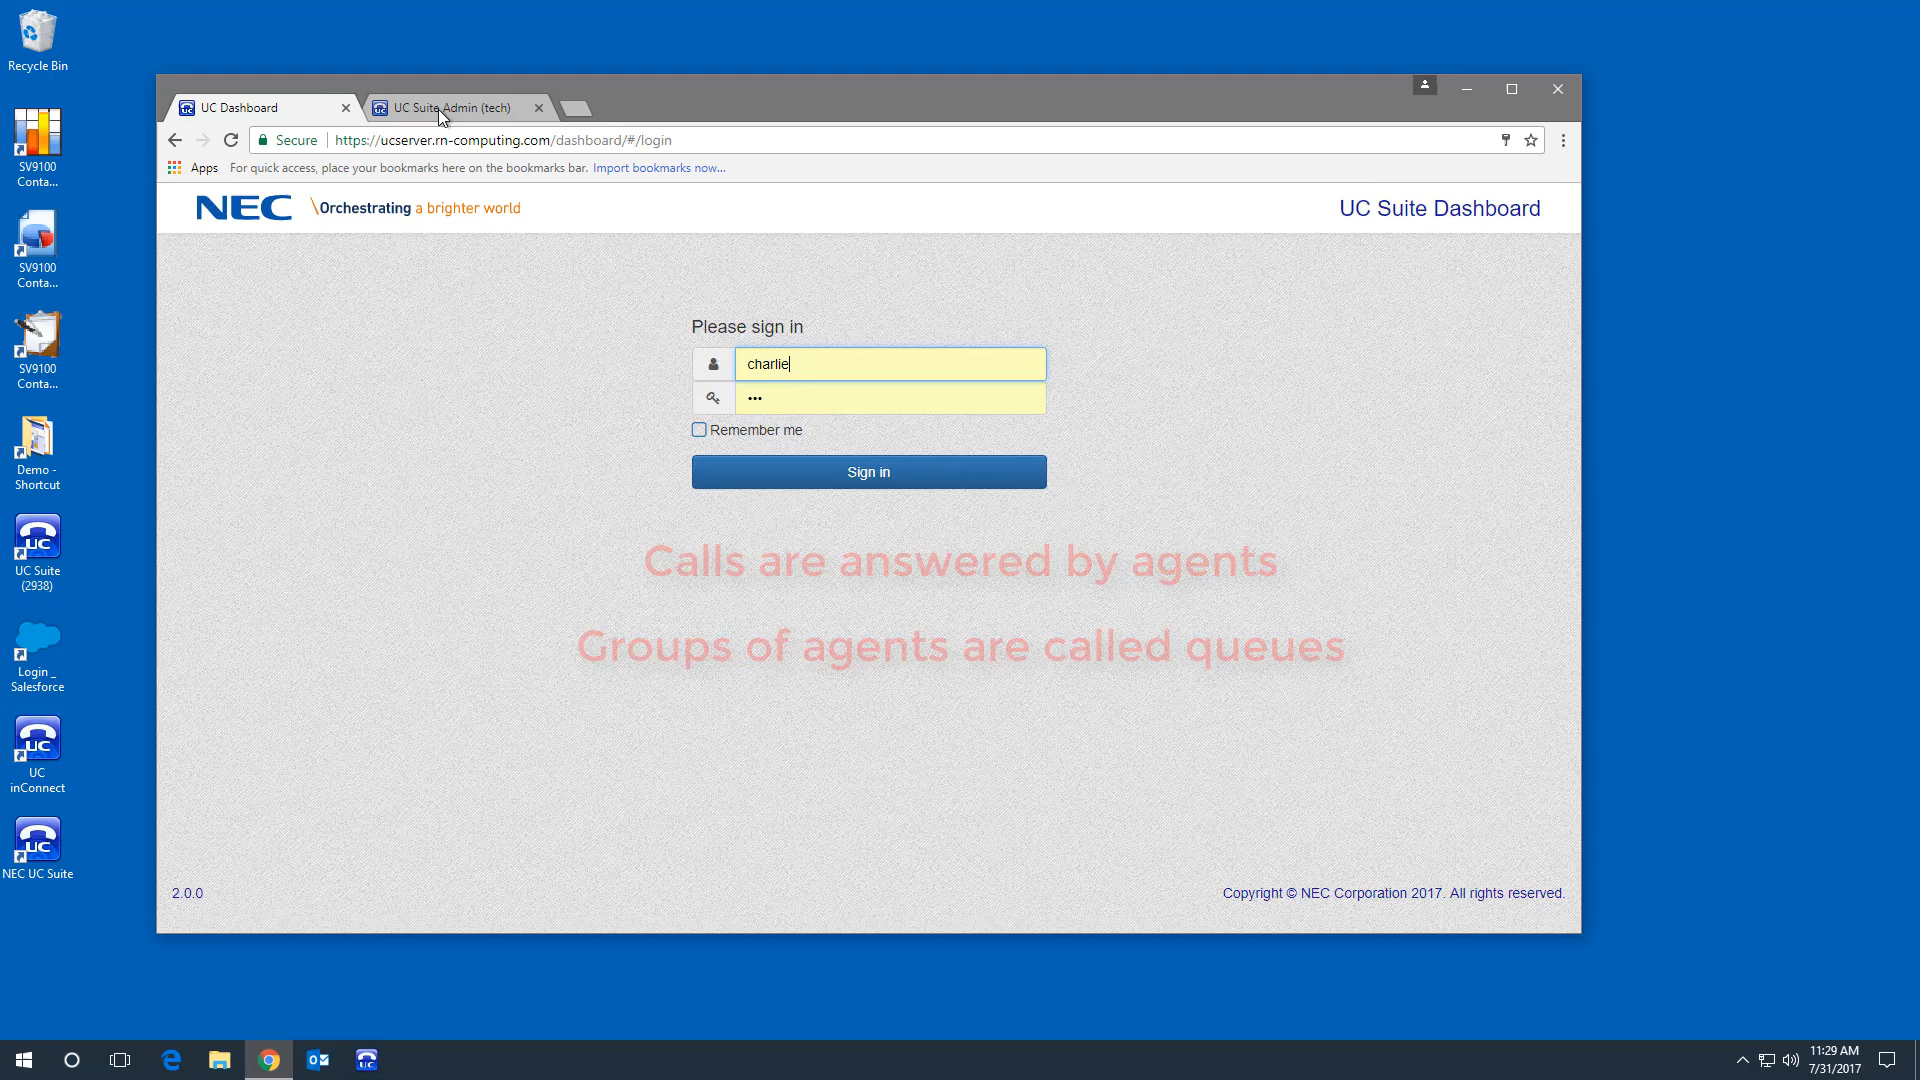 Recycle Bin
SV9100
Conta...
SV9100
Conta...
SV9100
Conta...
Demo -
Shortcut
UC Suite
(2938)
Login _
Salesforce
UC
inConnect
NEC UC Suite
UC Dashboard
UC Suite Admin (tech)
Secure
https://ucserver.rn-computing.com/dashboard/#/login
Apps
For quick access, place your bookmarks here on the bookmarks bar. Import bookmarks now...
NEC
\Orchestrating a brighter world
UC Suite Dashboard
Please sign in
charlie
•••
Remember me
Sign in
Calls are answered by agents
Groups of agents are called queues
2.0.0
Copyright © NEC Corporation 2017. All rights reserved.
11:29 AM
7/31/2017